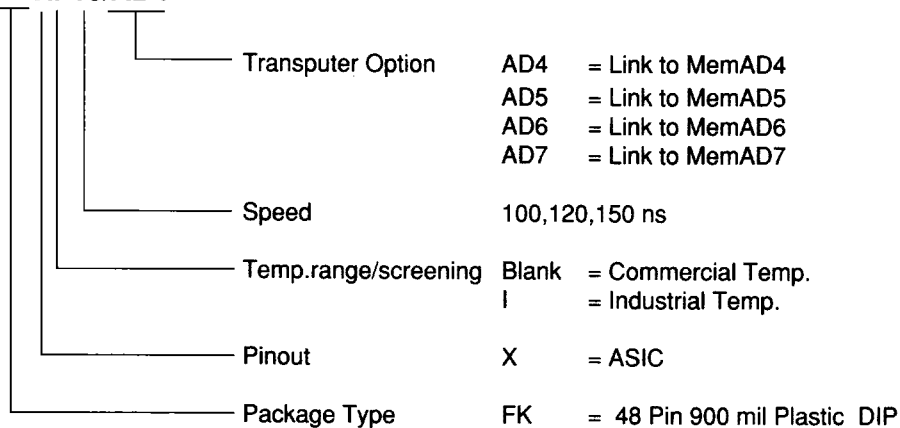 Transputer Option AD4 = Link to MemAD4
AD5 = Link to MemAD5
AD6 = Link to MemAD6
AD7 = Link to MemAD7
Speed 100,120,150 ns
Temp.range/screening Blank = Commercial Temp.
I = Industrial Temp.
Pinout X = ASIC
Package Type FK = 48 Pin 900 mil Plastic DIP